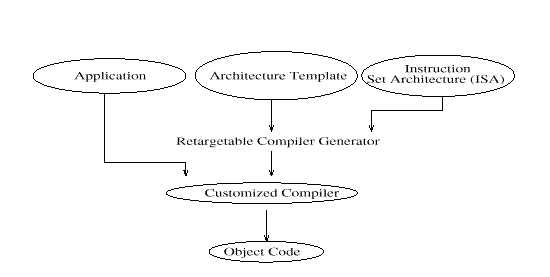 Application
Architecture Template
Instruction
Set Architecture (ISA)
Retargetable Compiler Generator
Customized Compiler
Object Code